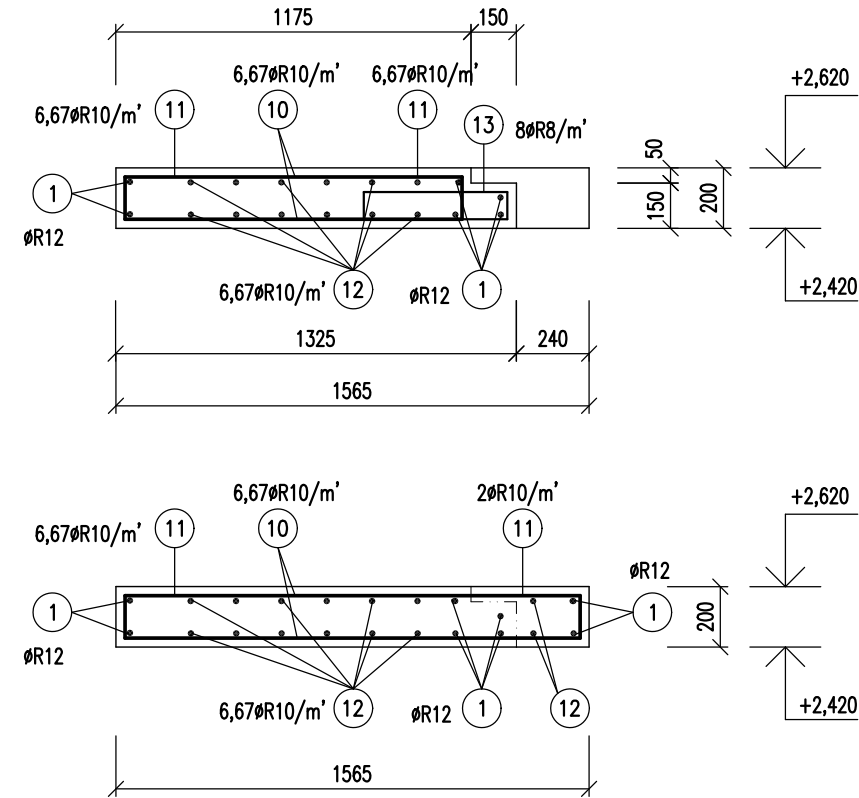 1175 150
6,67øR10/m' 6,67øR10/m' +2,620
6,67øR10/m' 11 10 11 13 8øR8/m'
50
1 150 200
øR12
6,67øR10/m' 12 øR12 1 +2,420
1325 240
1565
6,67øR10/m' 2øR10/m' +2,620
6,67øR10/m' 11 10 11
øR12
1 1 200
øR12
6,67øR10/m' 12 øR12 1 12 +2,420
1565